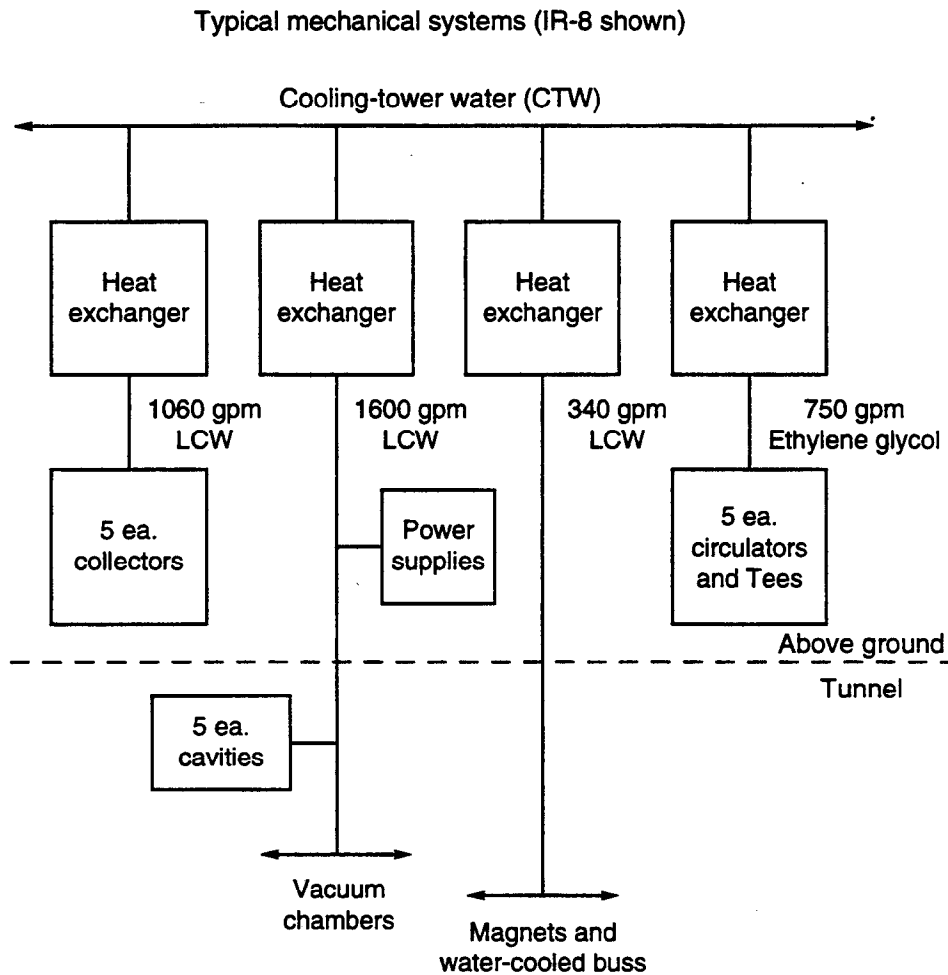 Typical mechanical systems (IR-8 shown)
Cooling-tower water (CTW)
Heat
exchanger
Heat
exchanger
Heat
exchanger
Heat
exchanger
1060 gpm
LCW
1600 gpm
LCW
340 gpm
LCW
750 gpm
Ethylene glycol
5 ea.
collectors
Power
supplies
5 ea.
circulators
and Tees
Above ground
Tunnel
5 ea.
cavities
Vacuum
chambers
Magnets and
water-cooled buss